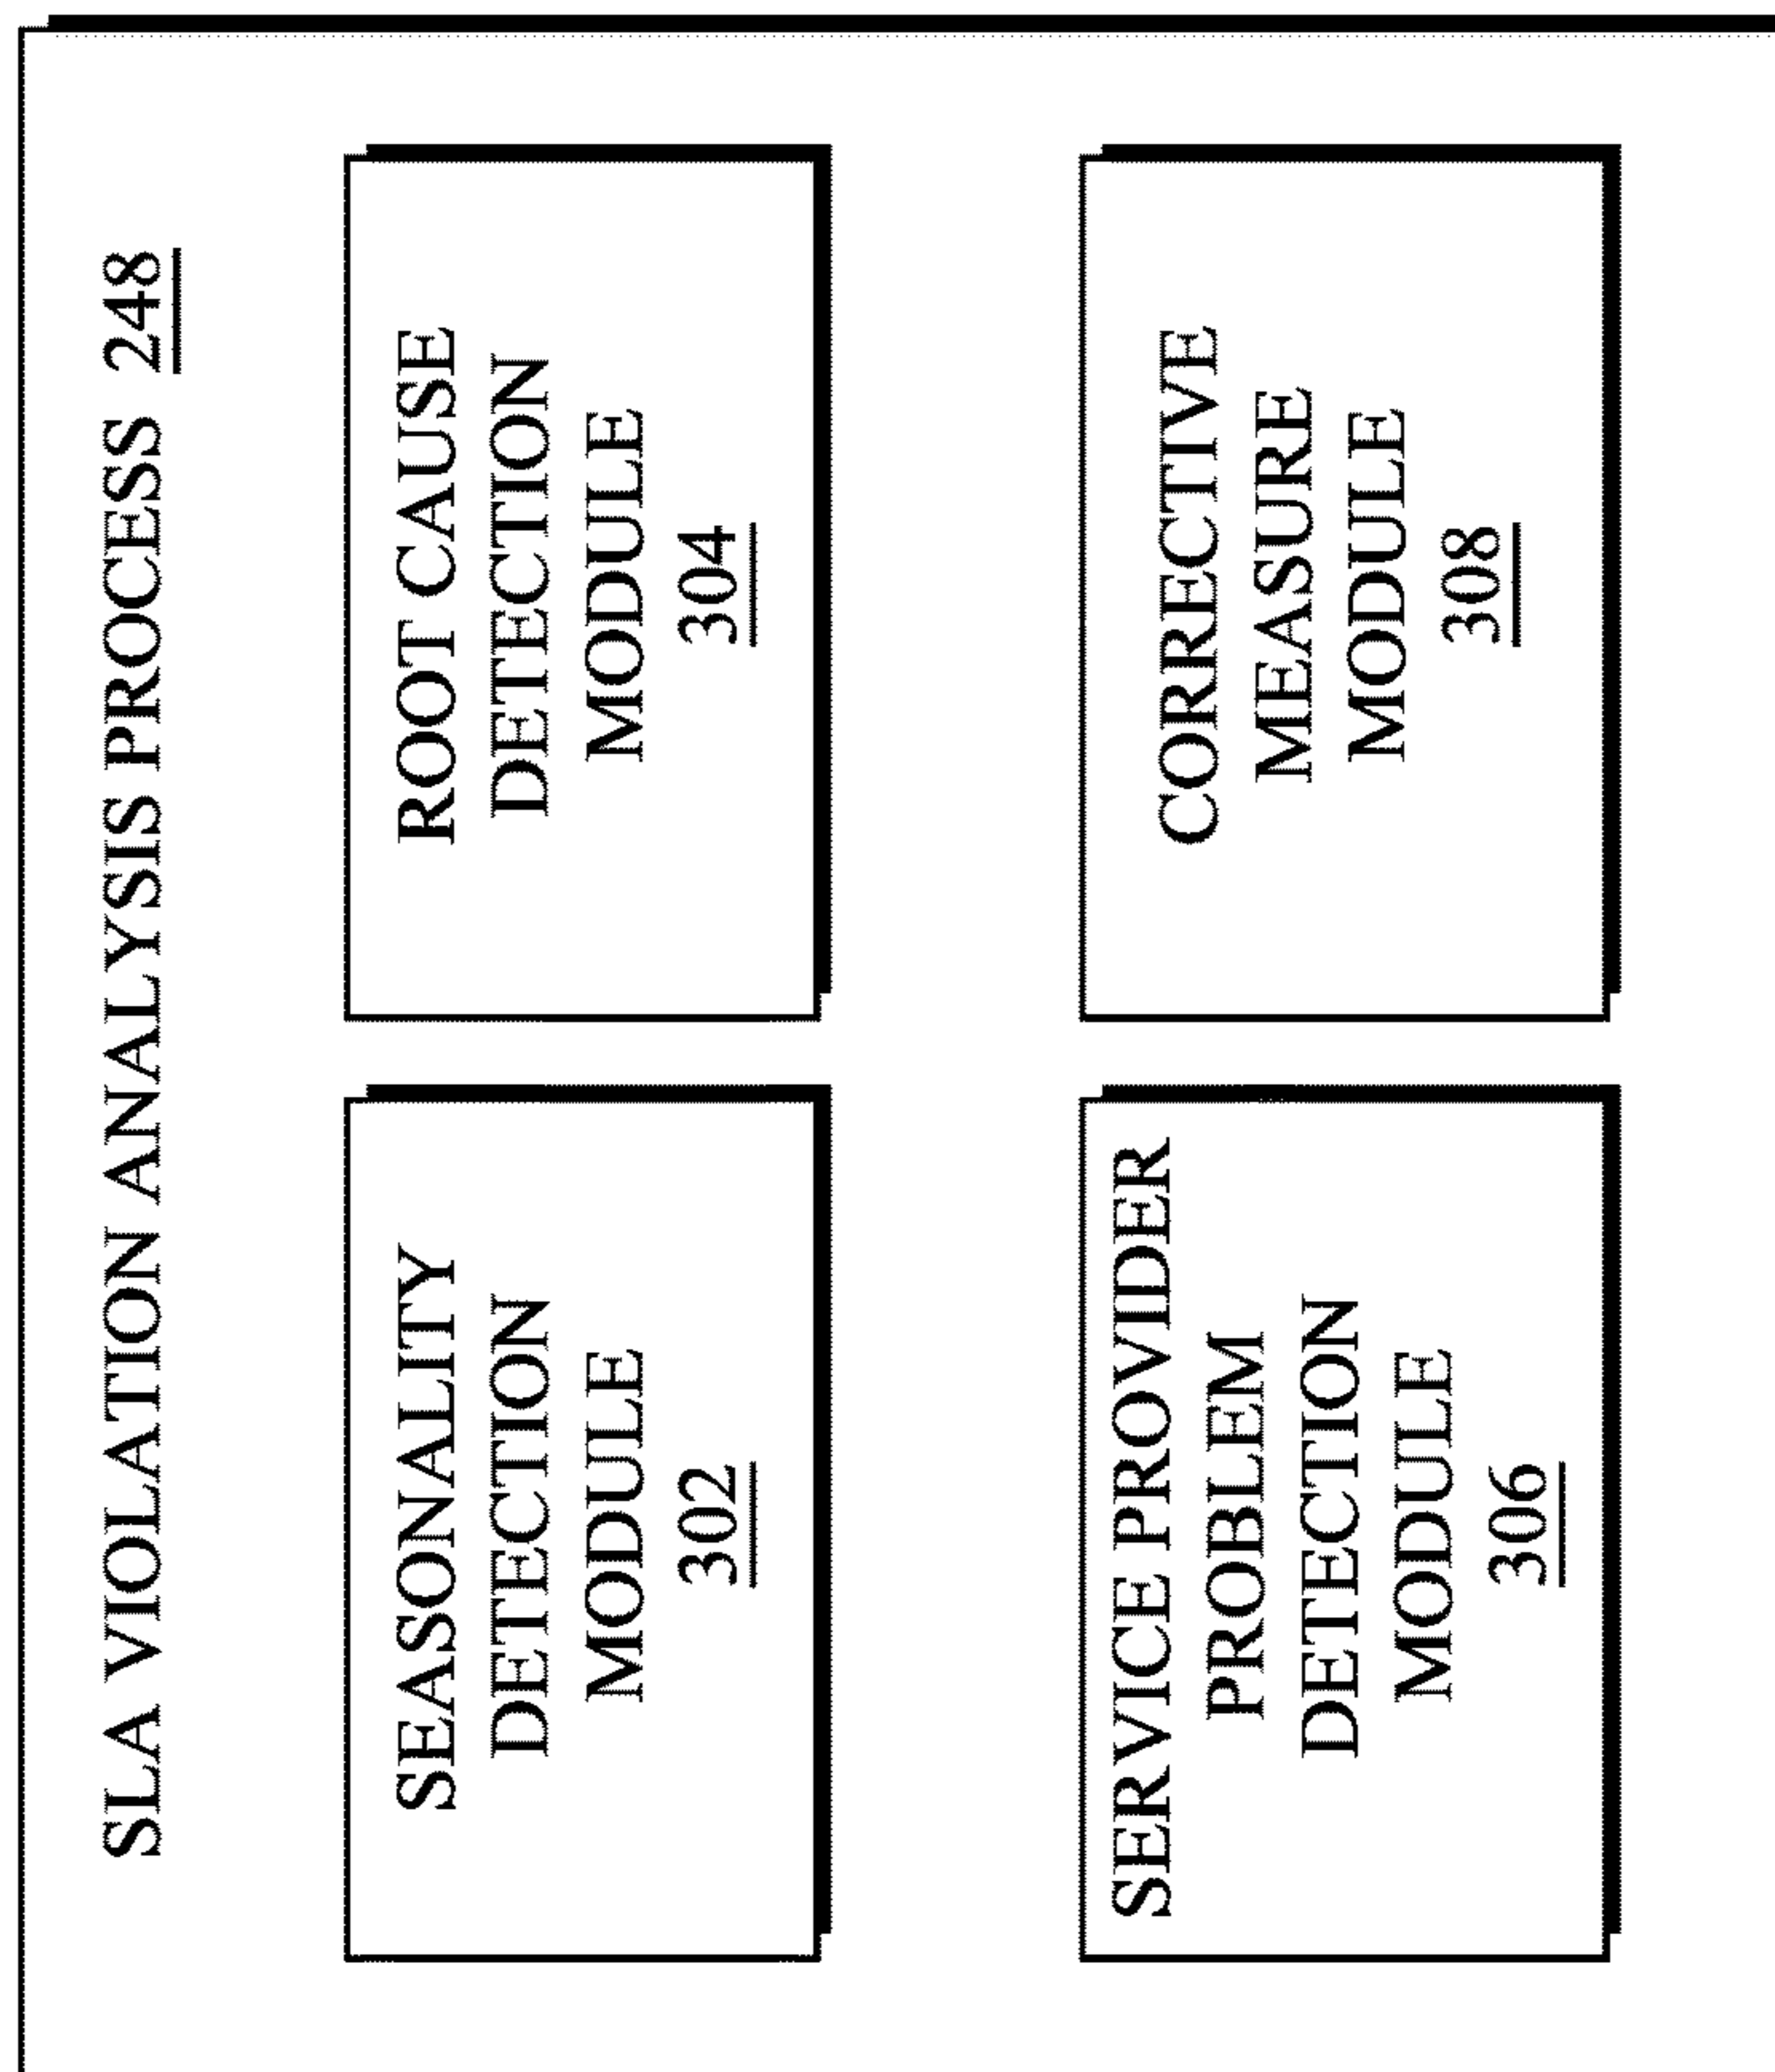 SLA VIOLATION ANALYSIS PROCESS 248
SEASONALITY
DETECTION
MODULE
302
ROOT CAUSE
DETECTION
MODULE
304
SERVICE PROVIDER
PROBLEM
DETECTION
MODULE
306
CORRECTIVE
MEASURE
MODULE
308